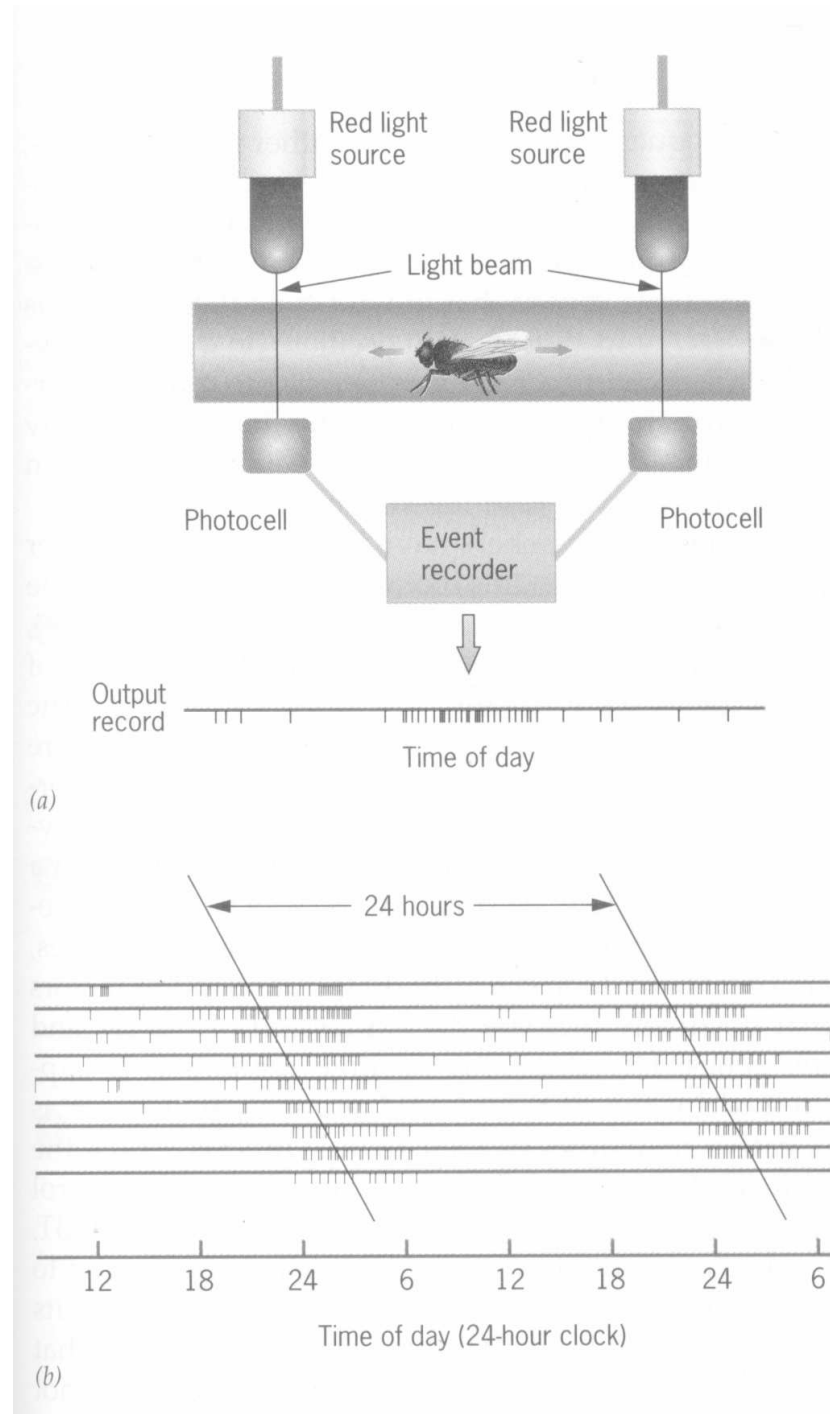 Red light
source
Red light
source
Light beam
Photocell
Photocell
Event
recorder
Output
record
Time of day
(a)
24 hours
12 18 24 6 12 18 24 6
Time of day (24-hour clock)
(b)